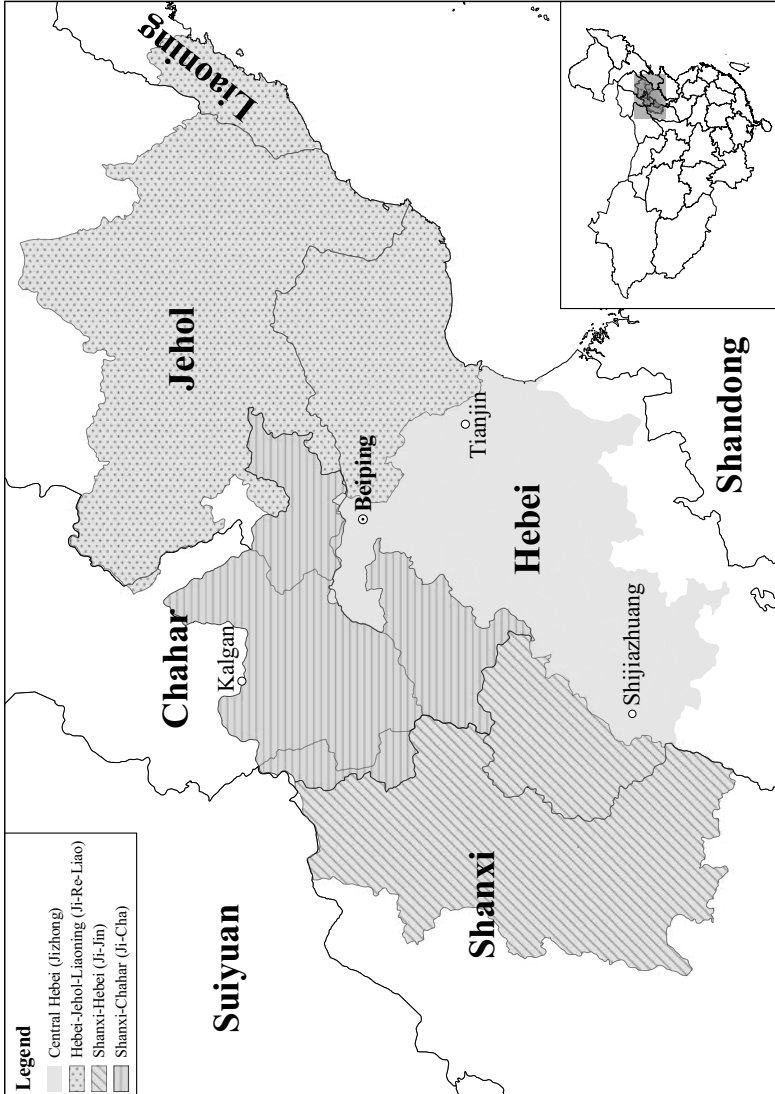 Legend
Central Hebei (Jizhong)
Hebei-Jehol-Liaoning (Ji-Re-Liao)
Shanxi-Hebei (Ji-Jin)
Shanxi-Chahar (Ji-Cha)
Suiyuan
Chahar
Kalgan
Jehol
Liaoning
Beiping
Tianjin
Hebei
Shanxi
Shijiazhuang
Shandong